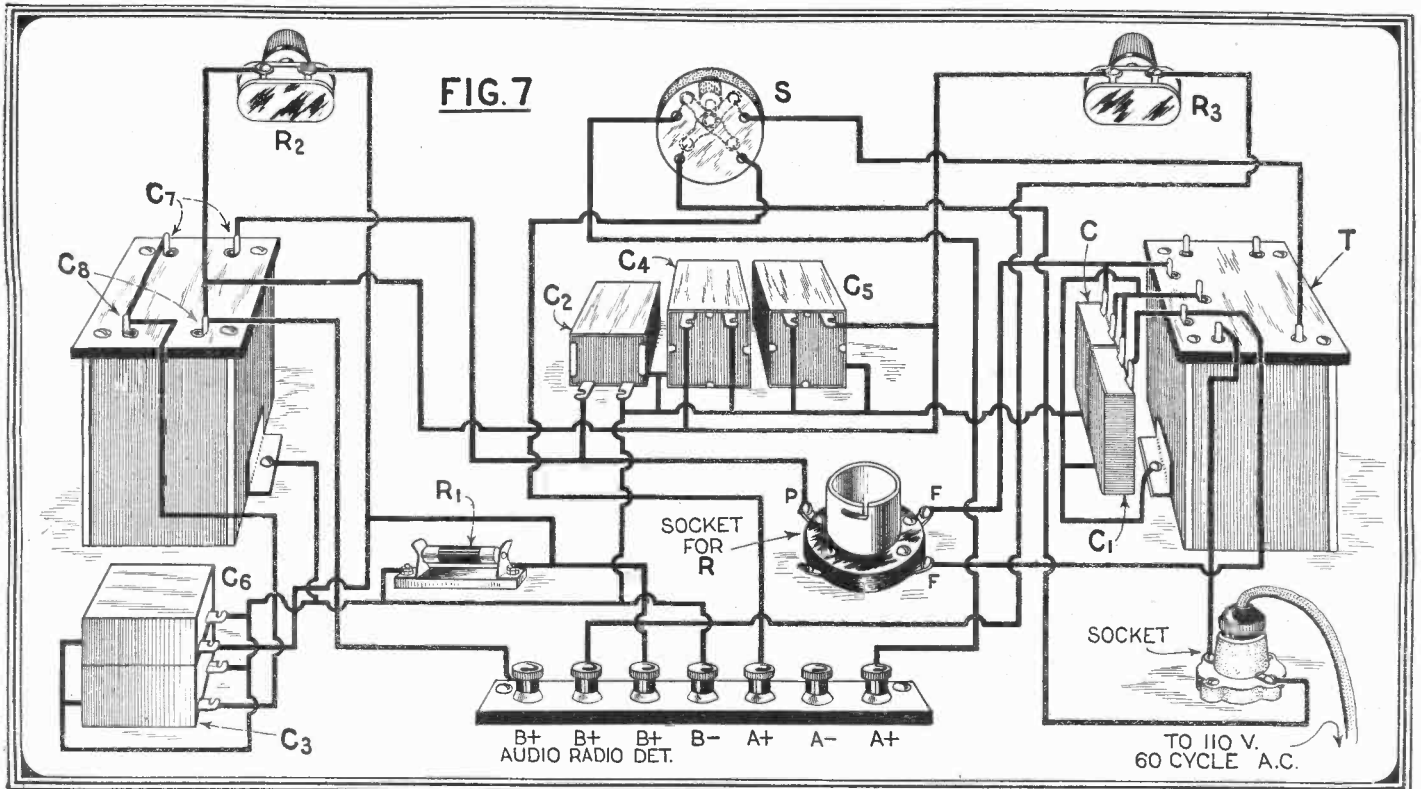 FIG. 7
R2
S
R3
C7
C8
C4
C2
C5
C
T
R1
P
F
SOCKET
FOR
R
F
C1
C6
SOCKET
C3
B+ B+ B+ B- A+ A- A+
AUDIO RADIO DET.
TO 110 V.
60 CYCLE A.C.